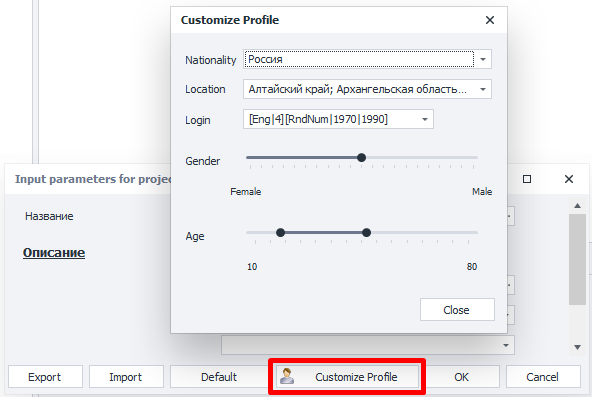 Customize Profile
Nationality Россия
Location Алтайский край; Архангельская область...
Login [Eng|4][RndNum|1970|1990]
Gender
Female Male
Age
10 80
Close
Input parameters for projec
Название
Описание
Export Import Default Customize Profile OK Cancel